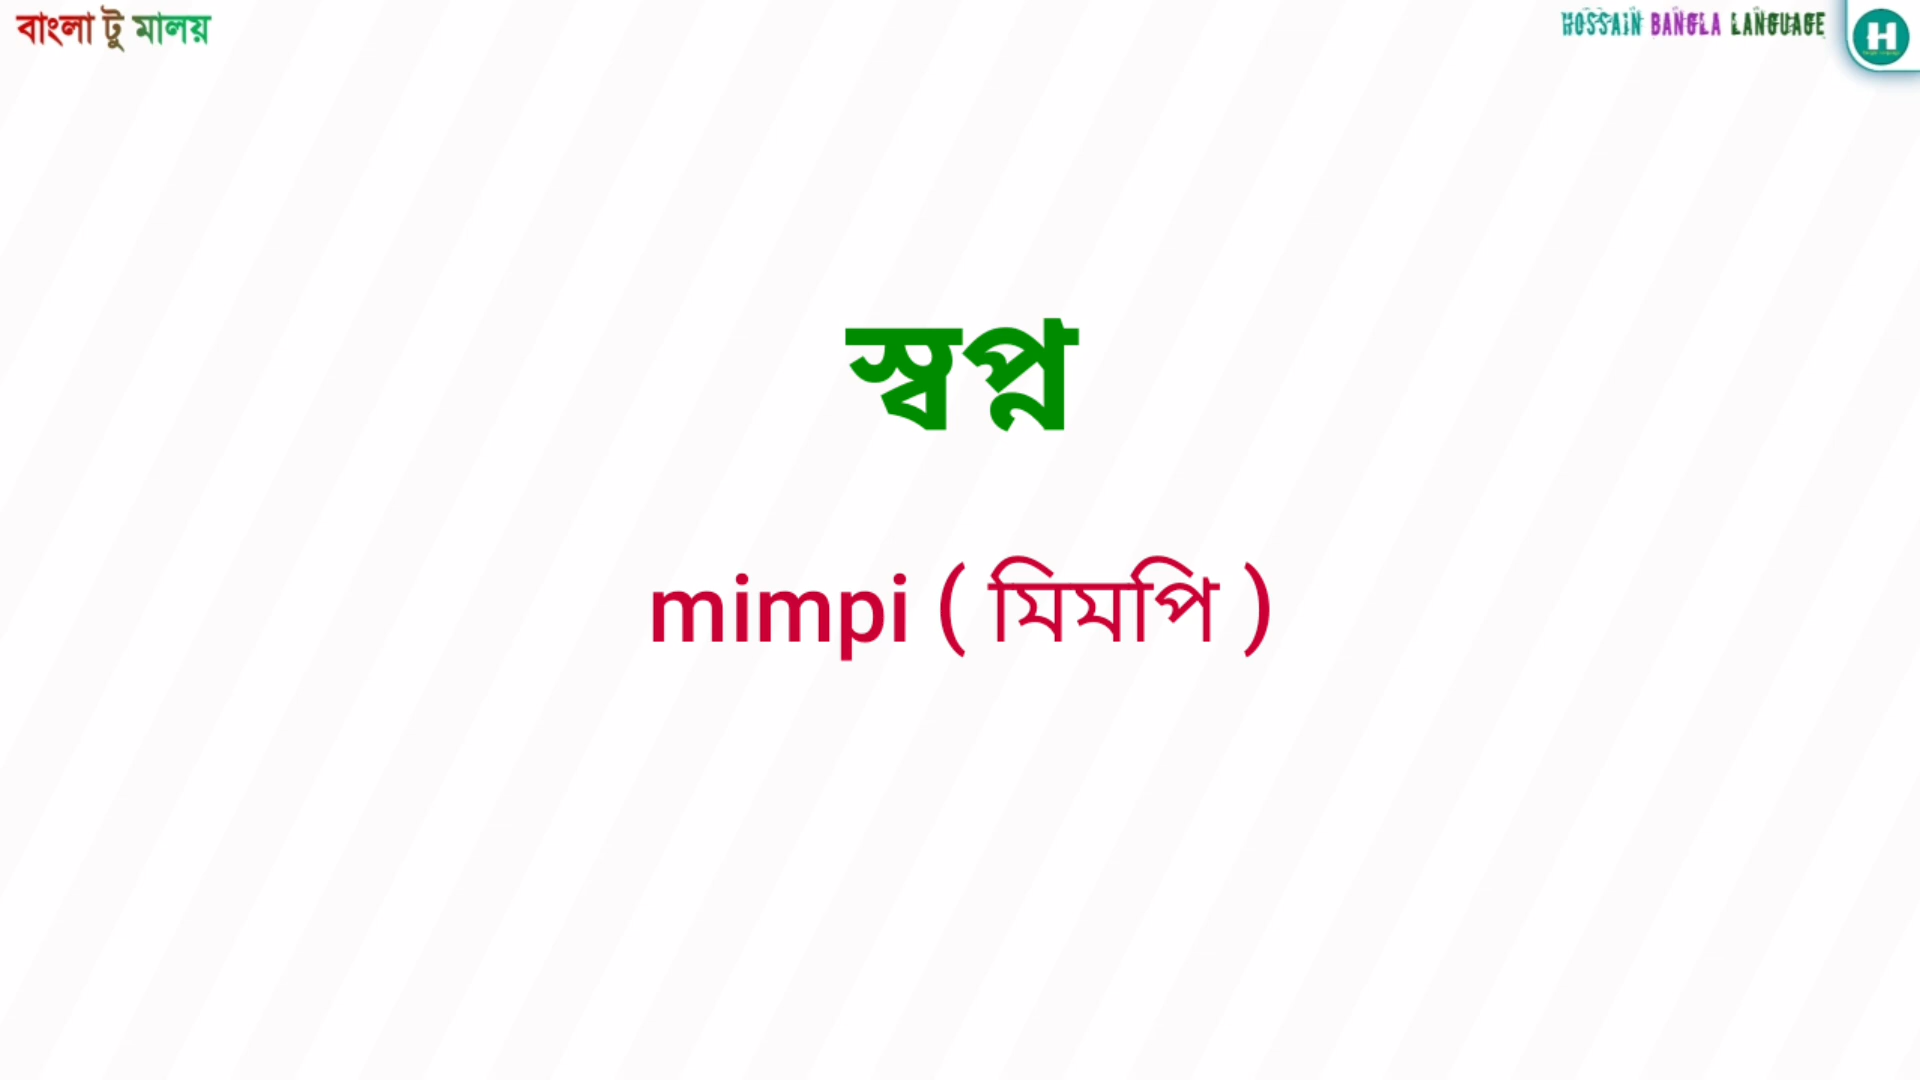 বাংলা টু মালয়
HOSSAIN BANGLA LANGUAGE
H
স্বপ্ন
mimpi ( মিমপি )